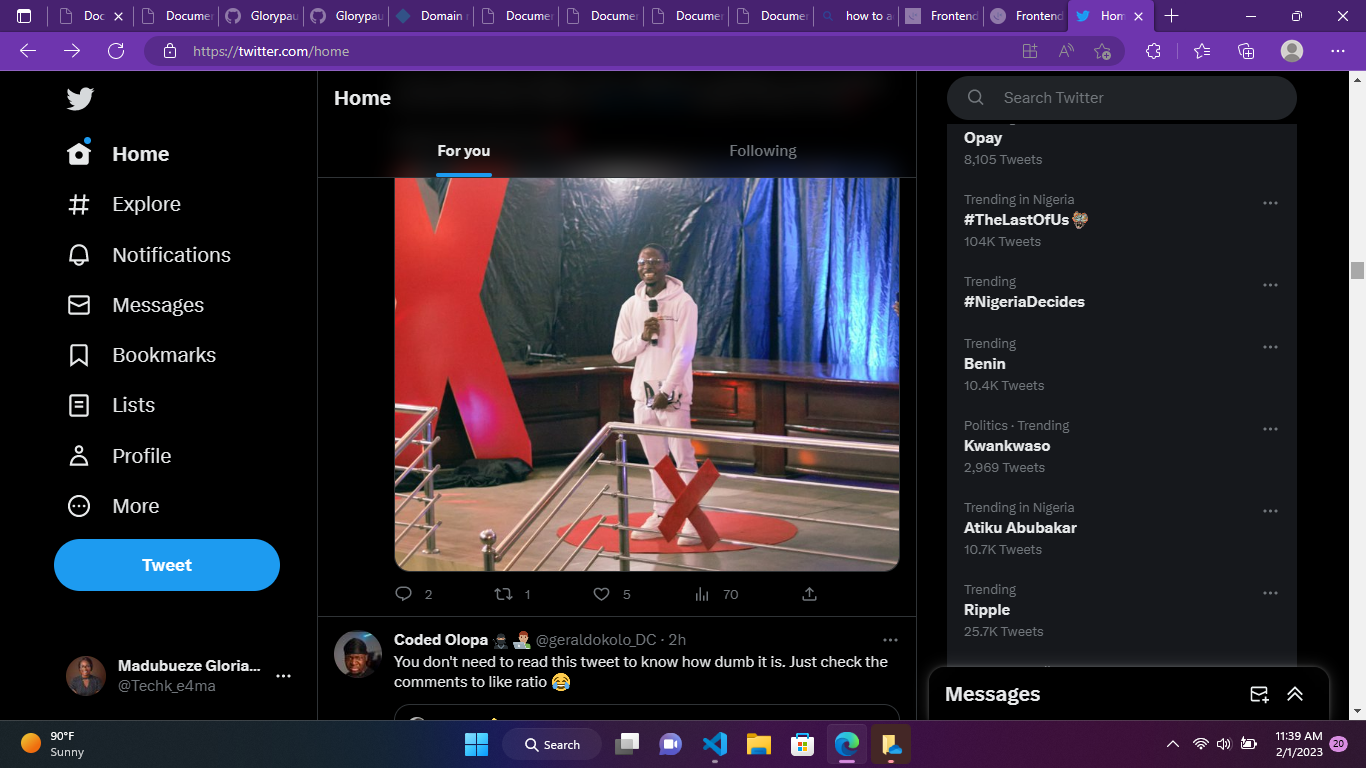 Doc
Documen
Glorypau
Glorypau
Domain n
Documen
Documen
Documen
Documen
how to a
Frontend
Frontend
Hom
https://twitter.com/home
Home
Explore
Notifications
Messages
Bookmarks
Lists
Profile
More
Tweet
Madubueze Gloria...
@Techk_e4ma
Home
For you
Following
X
X
2
1
5
70
Coded Olopa @geraldokolo_DC · 2h
You don't need to read this tweet to know how dumb it is. Just check the
comments to like ratio 😂
Search Twitter
Opay
8,105 Tweets
Trending in Nigeria
#TheLastOfUs
104K Tweets
Trending
#NigeriaDecides
Trending
Benin
10.4K Tweets
Politics · Trending
Kwankwaso
2,969 Tweets
Trending in Nigeria
Atiku Abubakar
10.7K Tweets
Trending
Ripple
25.7K Tweets
Messages
90°F
Sunny
Search
11:39 AM
2/1/2023
20